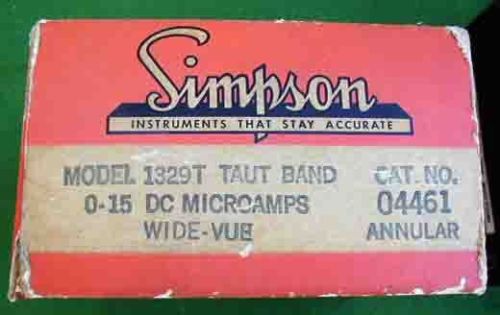 Simpson
INSTRUMENTS THAT STAY ACCURATE
MODEL 1329T TAUT BAND CAT. NO.
0-15 DC MICROAMPS 04461
WIDE-VUE ANNULAR